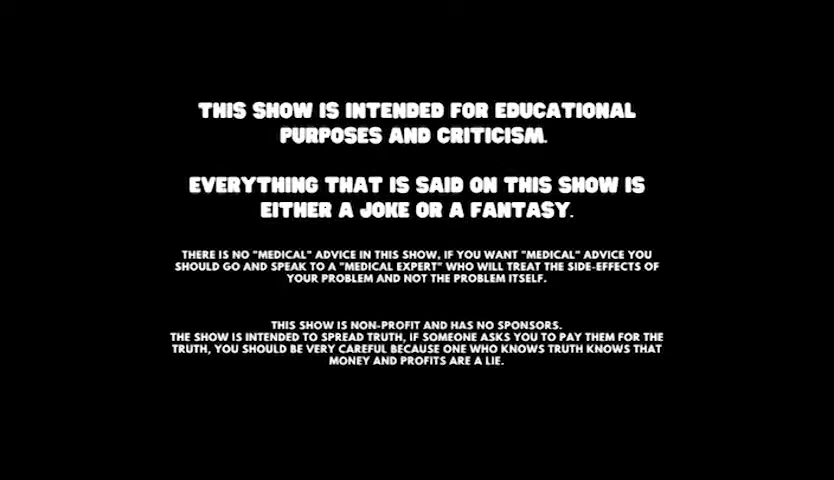 THIS SHOW IS INTENDED FOR EDUCATIONAL
PURPOSES AND CRITICISM.
EVERYTHING THAT IS SAID ON THIS SHOW IS
EITHER A JOKE OR A FANTASY.
THERE IS NO "MEDICAL" ADVICE IN THIS SHOW, IF YOU WANT "MEDICAL" ADVICE YOU
SHOULD GO AND SPEAK TO A "MEDICAL EXPERT" WHO WILL TREAT THE SIDE-EFFECTS OF
YOUR PROBLEM AND NOT THE PROBLEM ITSELF.
THIS SHOW IS NON-PROFIT AND HAS NO SPONSORS.
THE SHOW IS INTENDED TO SPREAD TRUTH, IF SOMEONE ASKS YOU TO PAY THEM FOR THE
TRUTH, YOU SHOULD BE VERY CAREFUL BECAUSE ONE WHO KNOWS TRUTH KNOWS THAT
MONEY AND PROFITS ARE A LIE.